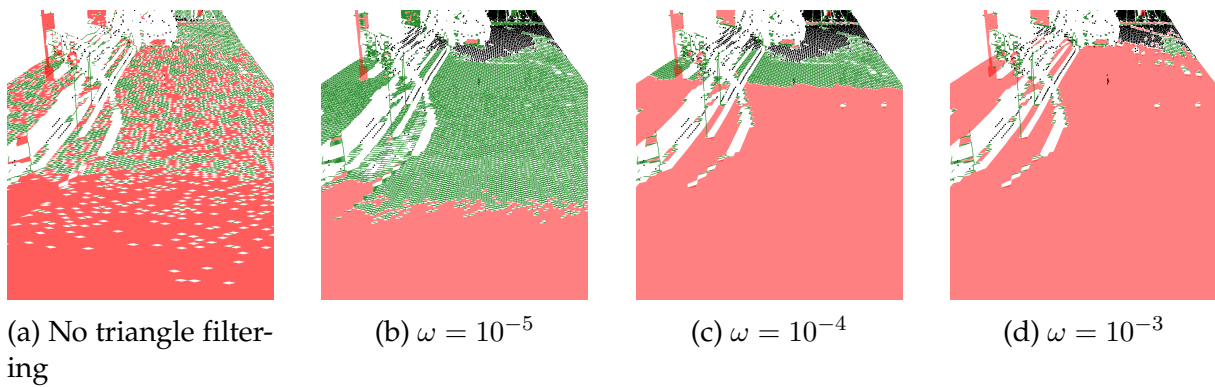 (a) No triangle filter-
ing
(b) ω = 10⁻⁵
(c) ω = 10⁻⁴
(d) ω = 10⁻³